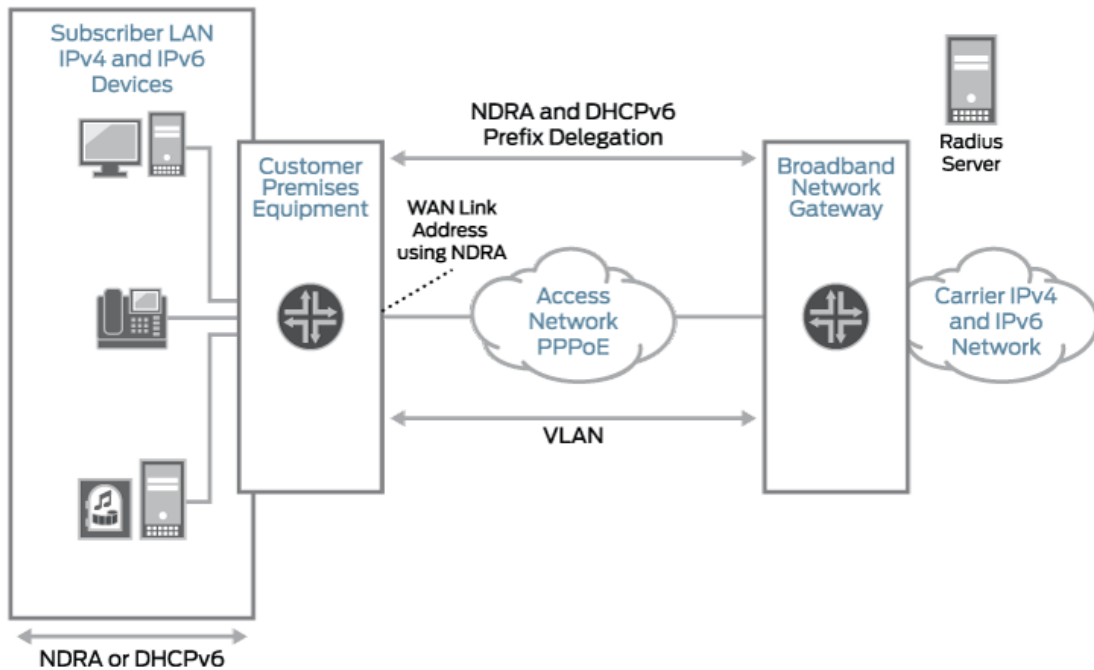 Subscriber LAN
IPv4 and IPv6
Devices
NDRA and DHCPv6
Prefix Delegation
Radius
Server
Customer
Premises
Equipment
Broadband
Network
Gateway
WAN Link
Address
using NDRA
Access
Network
PPPoE
Carrier IPv4
and IPv6
Network
VLAN
NDRA or DHCPv6